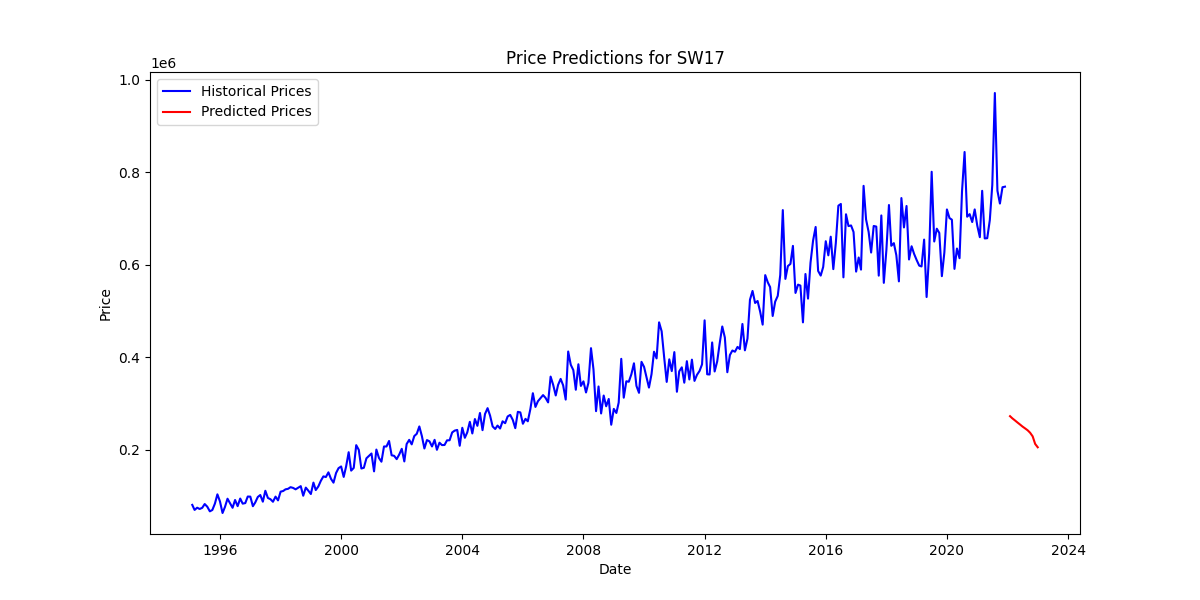 Price Predictions for SW17
1e6
Historical Prices
Predicted Prices
1.0
0.8
0.6
0.4
0.2
Price
1996 2000 2004 2008 2012 2016 2020 2024
Date